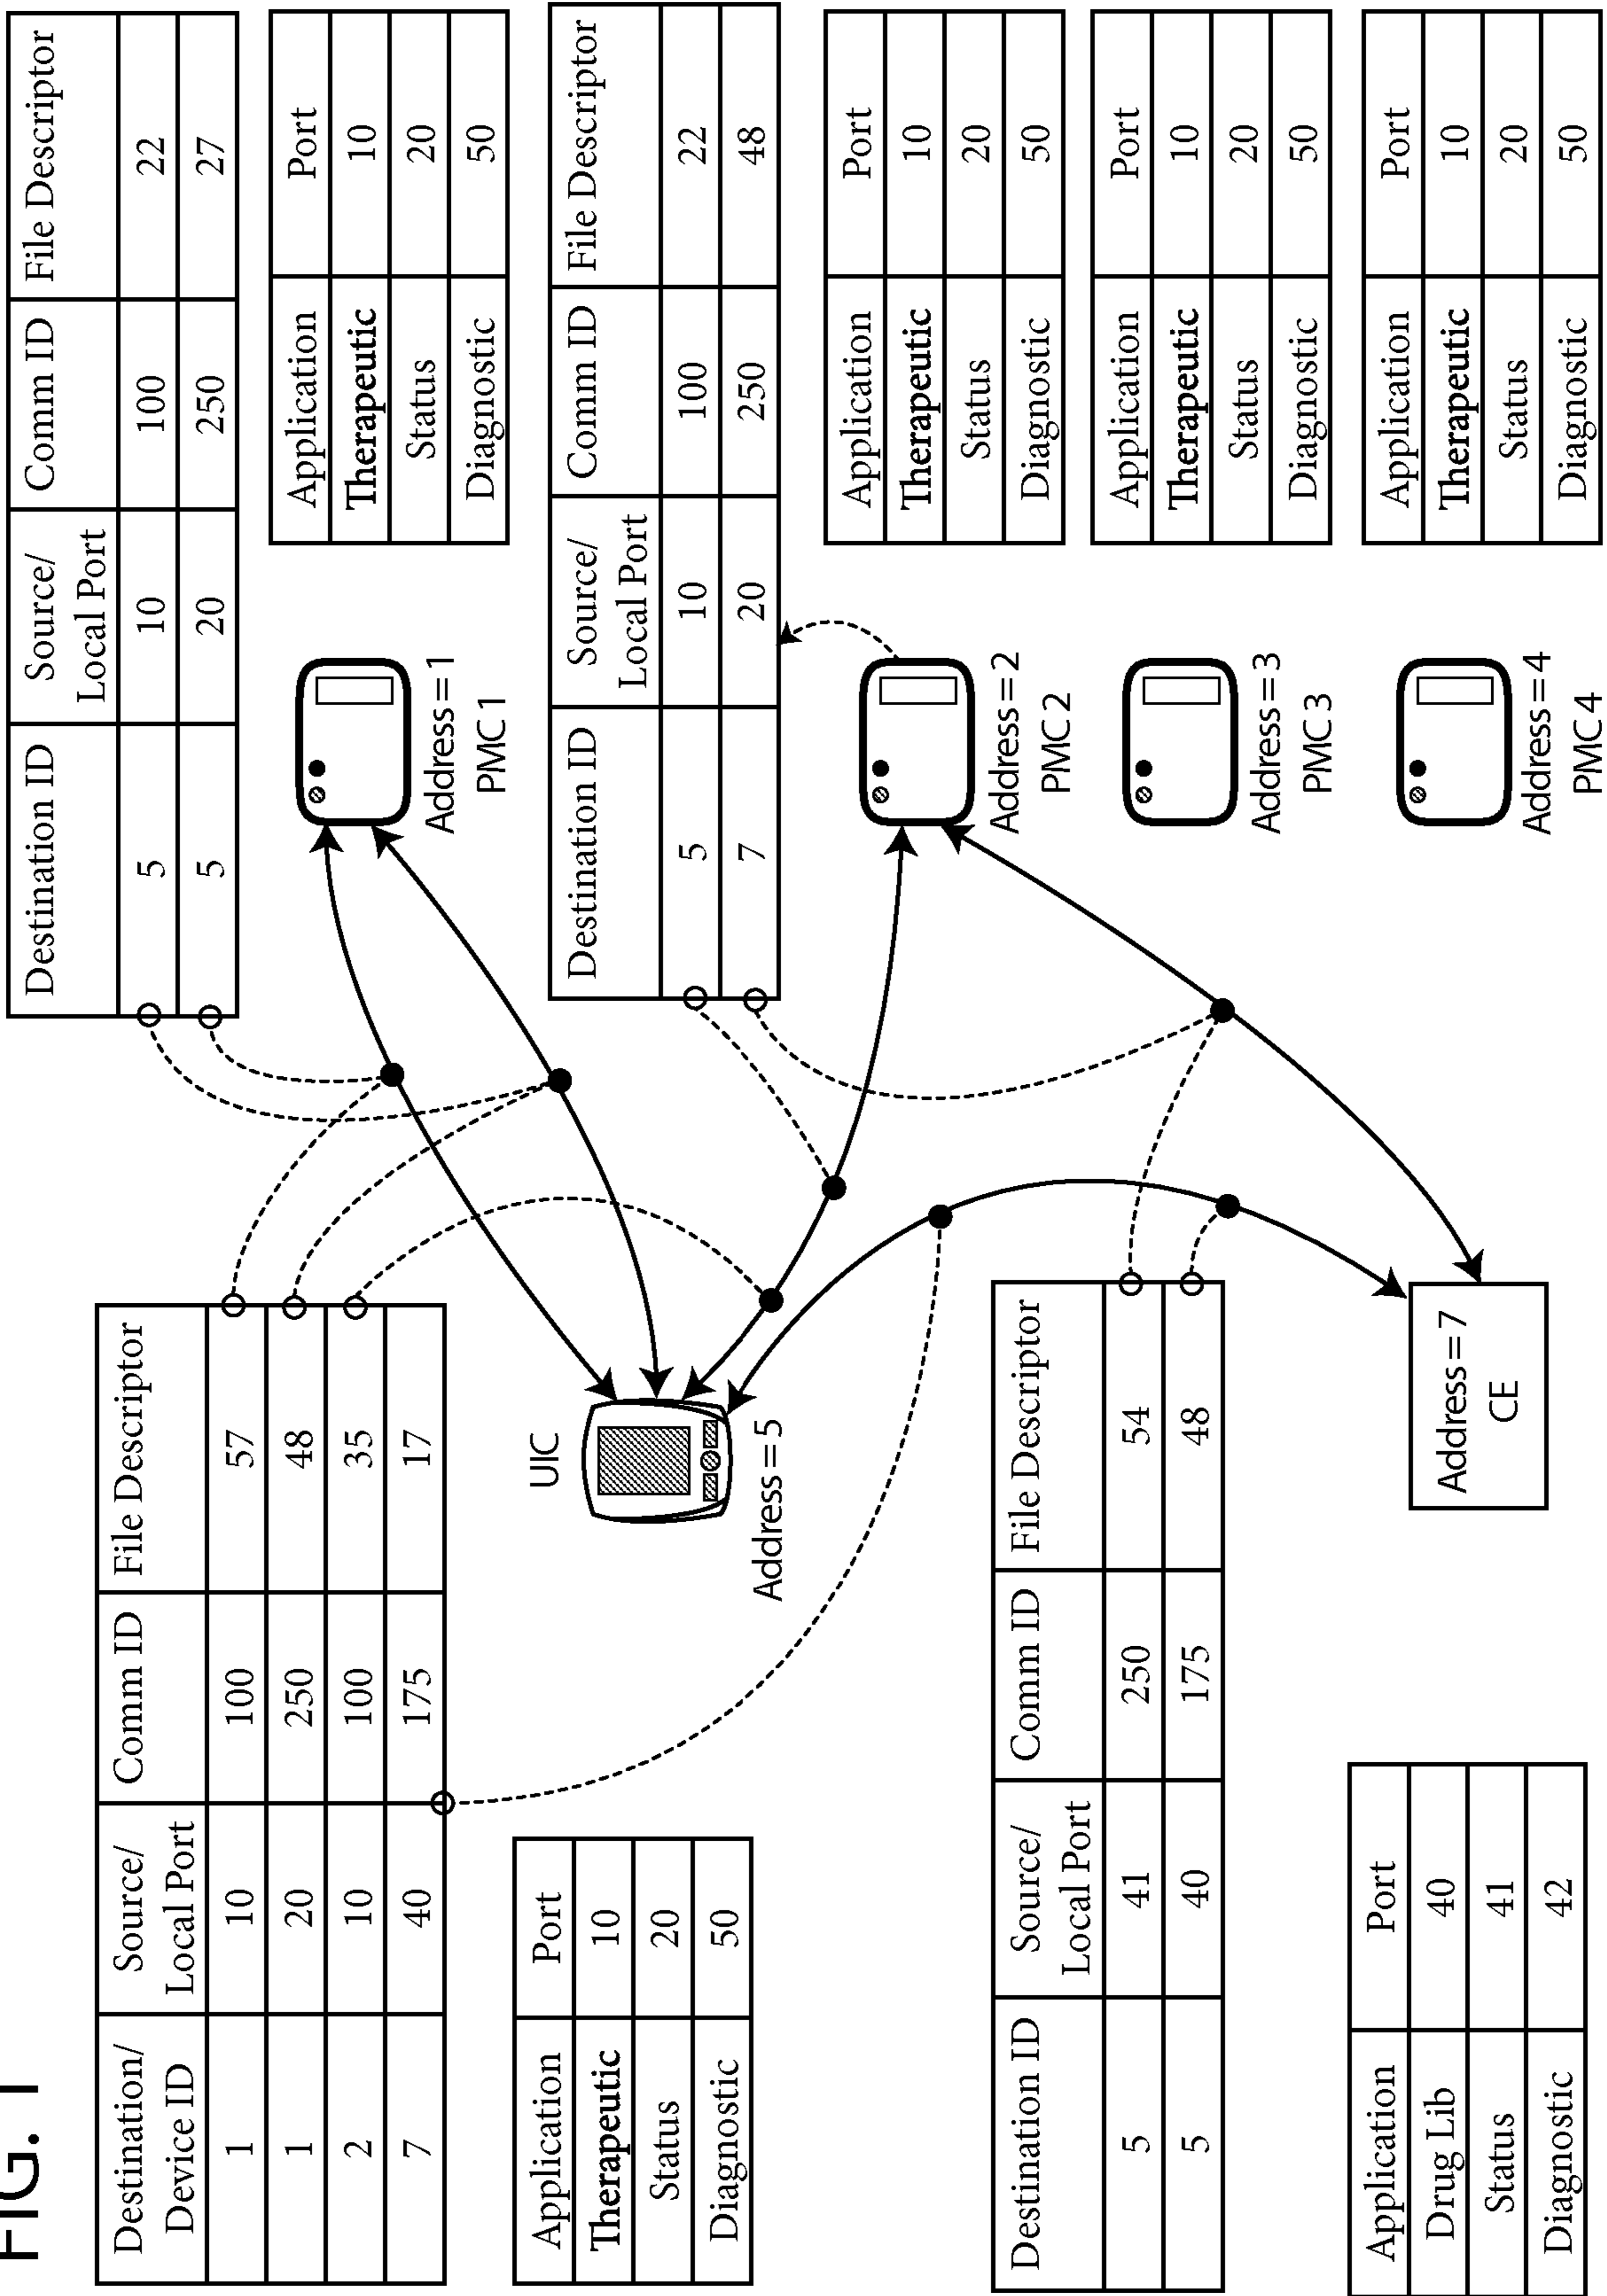 FIG. 1
Destination/ Device ID Source/ Local Port Comm ID File Descriptor
1 10 100 57
1 20 250 48
2 10 100 35
7 40 175 17
Application Port
Therapeutic 10
Status 20
Diagnostic 50
UIC
Address = 5
Destination ID Source/ Local Port Comm ID File Descriptor
5 41 250 54
5 40 175 48
Application Port
Drug Lib 40
Status 41
Diagnostic 42
Address = 7
CE
Destination ID Source/ Local Port Comm ID File Descriptor
5 10 100 22
5 20 250 27
Address = 1
PMC 1
Application Port
Therapeutic 10
Status 20
Diagnostic 50
Destination ID Source/ Local Port Comm ID File Descriptor
5 10 100 22
7 20 250 48
Address = 2
PMC 2
Application Port
Therapeutic 10
Status 20
Diagnostic 50
Address = 3
PMC 3
Application Port
Therapeutic 10
Status 20
Diagnostic 50
Address = 4
PMC 4
Application Port
Therapeutic 10
Status 20
Diagnostic 50